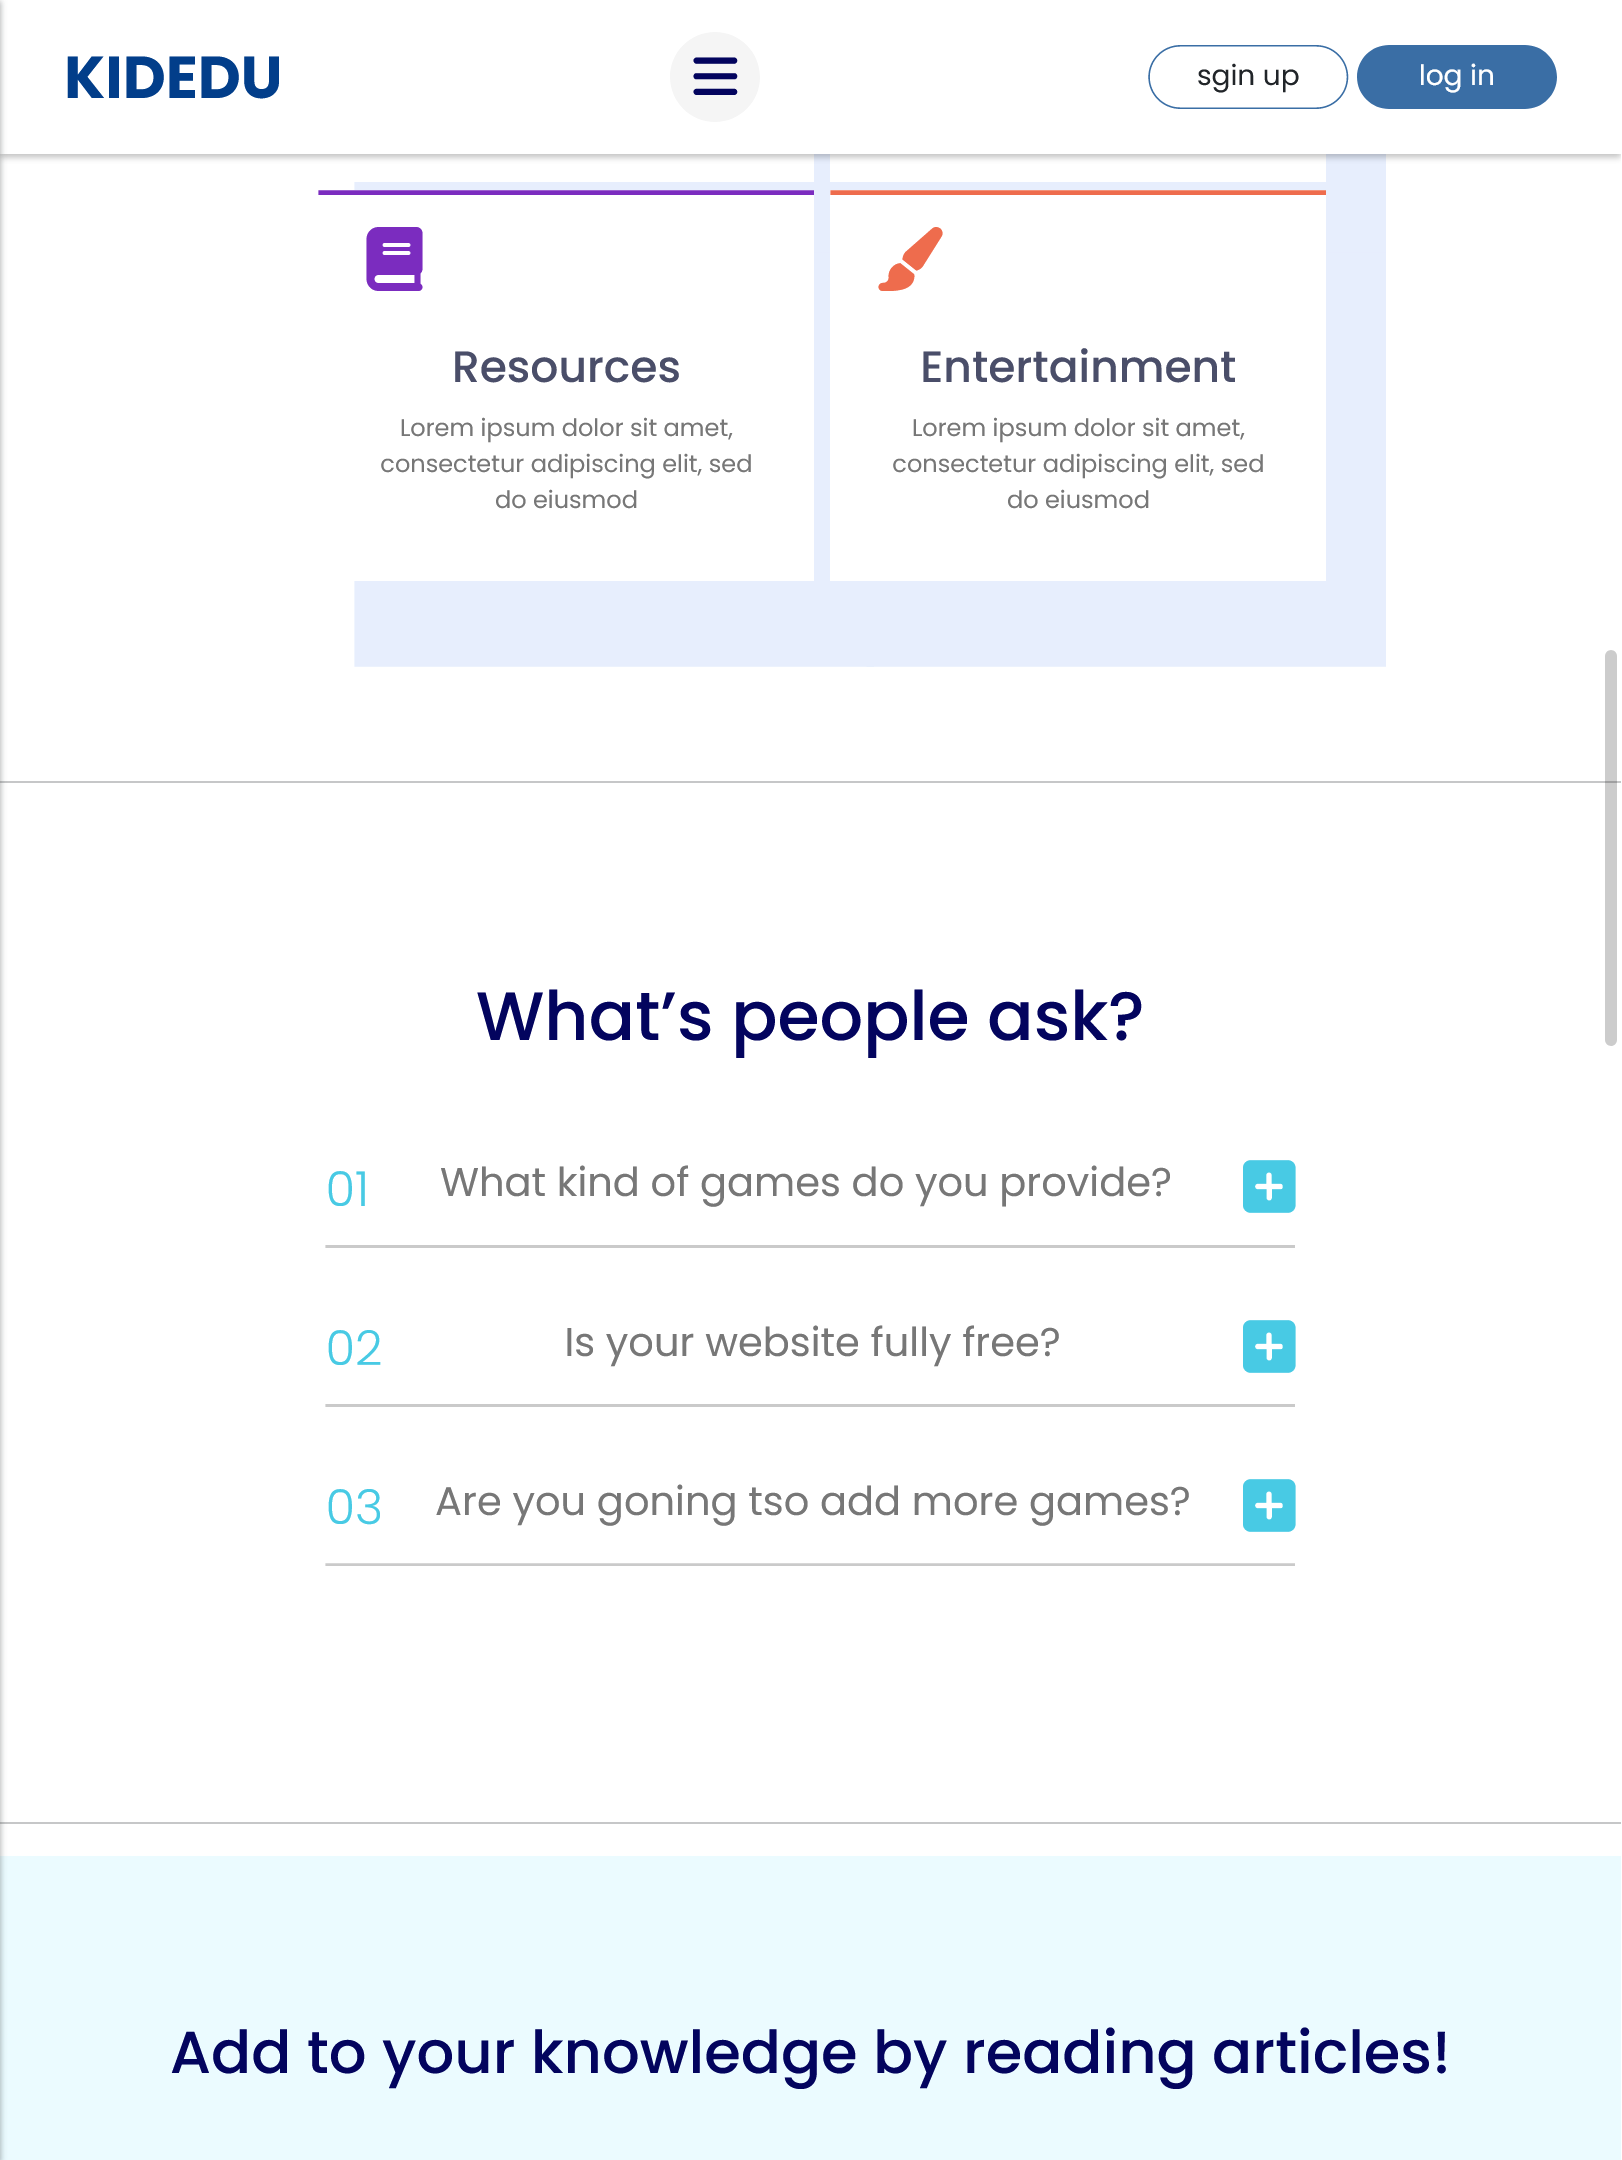 KIDEDU
sgin up
log in
Resources
Lorem ipsum dolor sit amet,
consectetur adipiscing elit, sed
do eiusmod
Entertainment
Lorem ipsum dolor sit amet,
consectetur adipiscing elit, sed
do eiusmod
What’s people ask?
01 What kind of games do you provide?
02 Is your website fully free?
03 Are you goning tso add more games?
Add to your knowledge by reading articles!